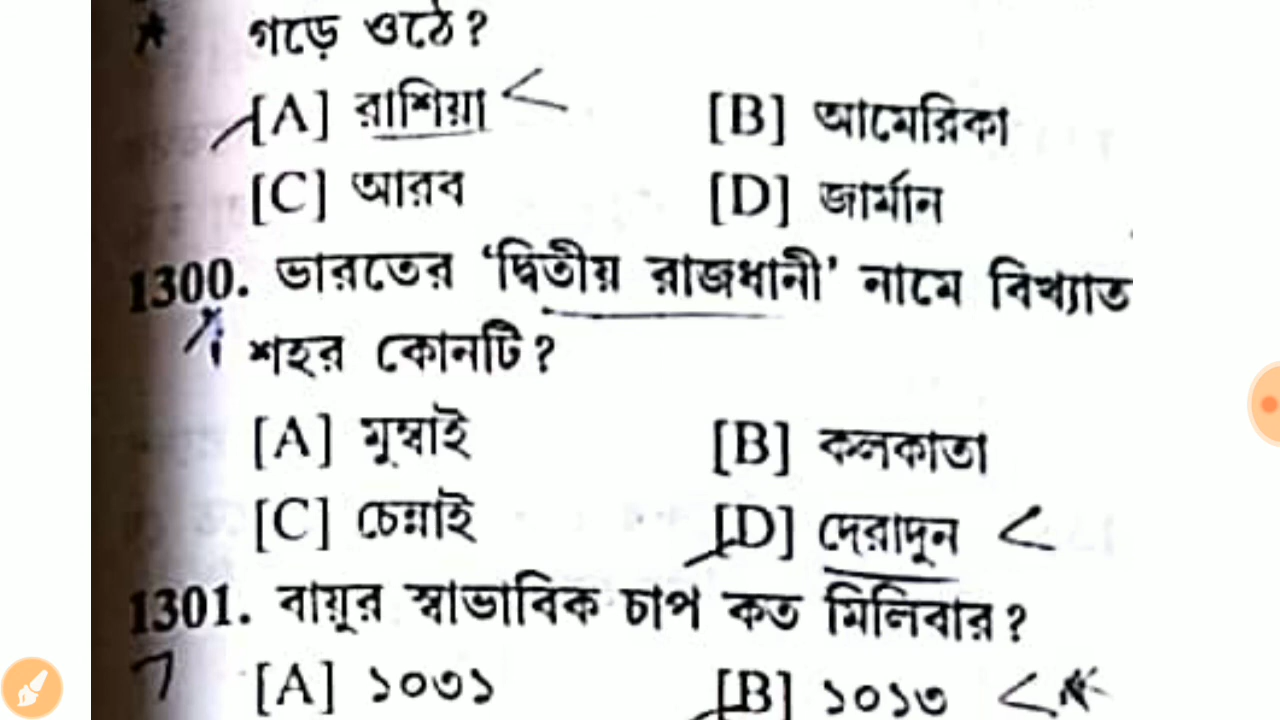 গড়ে ওঠে?
[A] রাশিয়া [B] আমেরিকা
[C] আরব [D] জার্মান
1300. ভারতের ‘দ্বিতীয় রাজধানী’ নামে বিখ্যাত
শহর কোনটি?
[A] মুম্বাই [B] কলকাতা
[C] চেন্নাই [D] দেরাদুন
1301. বায়ুর স্বাভাবিক চাপ কত মিলিবার?
[A] ১০৩১ [B] ১০১৩